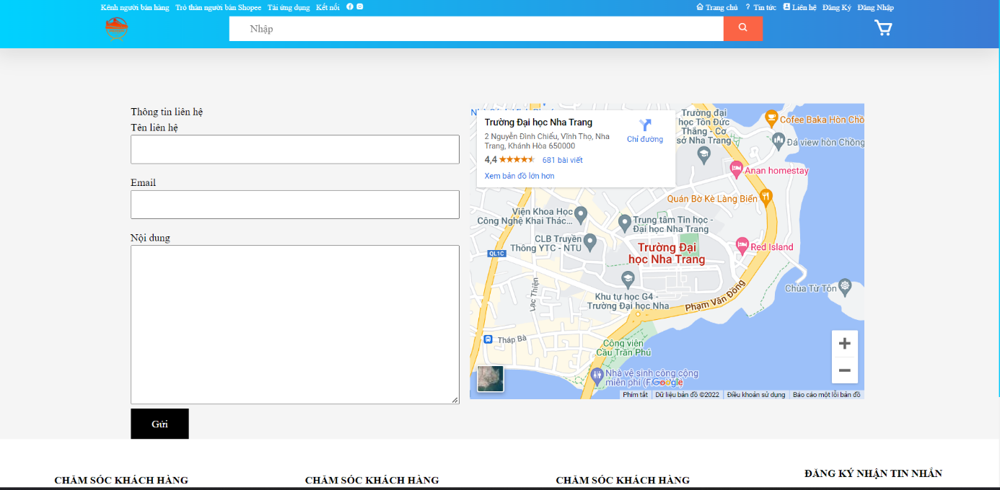 Kênh người bán hàng Trở thàn người bán Shopee Tải ứng dụng Kết nối
Trang chủ ? Tin tức Liên hệ Đăng Ký Đăng Nhập
Nhập
Thông tin liên hệ
Tên liên hệ
Email
Nội dung
Gửi
Trường Đại học Nha Trang
2 Nguyễn Đình Chiểu, Vĩnh Thọ, Nha
Trang, Khánh Hòa 650000
4,4 681 bài viết
Xem bản đồ lớn hơn
Chỉ đường
Trường đại
học Tôn Đức
Thắng - Cơ
sở Nha Trang
Cofee Baka Hòn Chồ
Đá view hòn Chồng
Anan homestay
Quán Bờ Kè Làng Biển
Viện Khoa Học
Công Nghệ Khai Thác...
Trung tâm Tin học -
Đại học Nha Trang
CLB Truyền
Thông YTC - NTU
QL1C
Trường Đại
học Nha Trang
Red Island
Lạc Thiện
Khu tự học G4 -
Trường Đại học Nha
Phạm Văn Đồng
Chùa Từ Tôn
Tháp Bà
Công viên
Cầu Trần Phú
Nhà vệ sinh công cộng
miễn phí (F
Google
Phím tắt Dữ liệu bản đồ ©2022 Điều khoản sử dụng Báo cáo một lỗi bản đồ
CHĂM SÓC KHÁCH HÀNG
CHĂM SÓC KHÁCH HÀNG
CHĂM SÓC KHÁCH HÀNG
ĐĂNG KÝ NHẬN TIN NHẮN